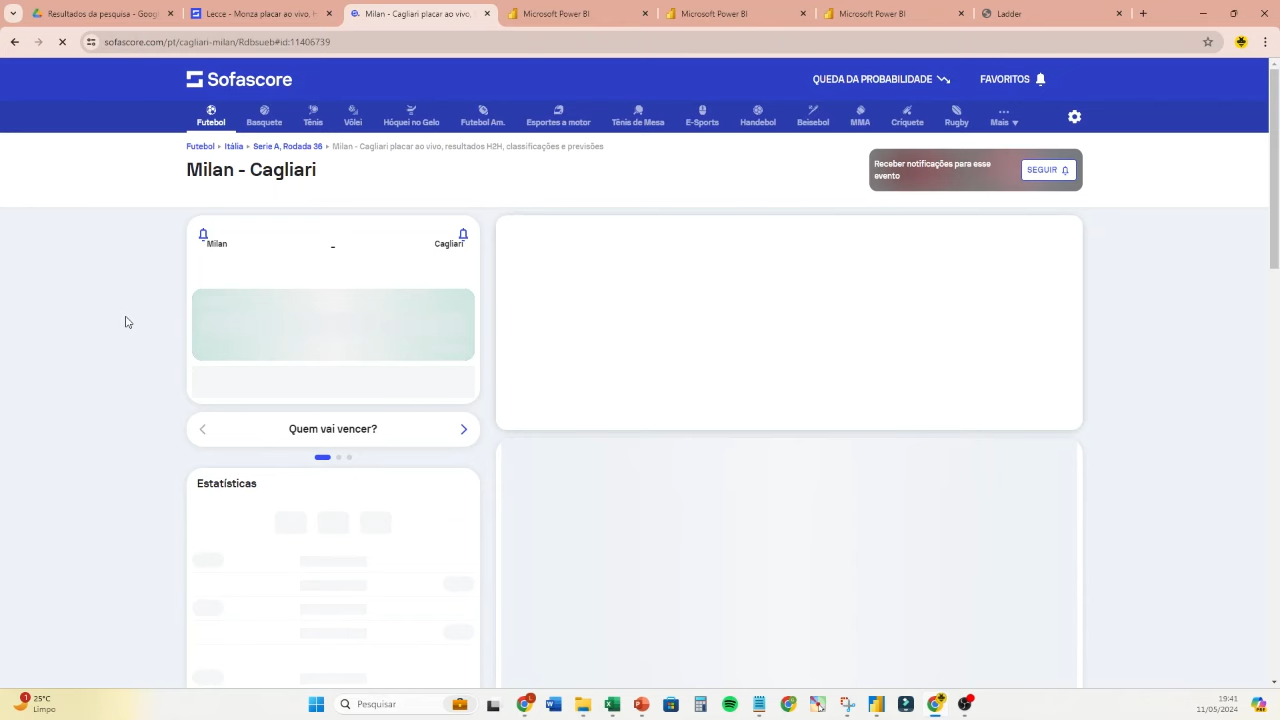 Resultados da pesquisa - Googl
Lecce - Monza placar ao vivo, re
Milan - Cagliari placar ao vivo,
Microsoft Power BI
Microsoft Power BI
Microsoft Power BI
Ladder
sofascore.com/pt/cagliari-milan/Rdbsueb#id:11406739
Sofascore
QUEDA DA PROBABILIDADE
FAVORITOS
Futebol
Basquete
Tênis
Vôlei
Hóquei no Gelo
Futebol Am.
Esportes a motor
Tênis de Mesa
E-Sports
Handebol
Beisebol
MMA
Críquete
Rugby
Mais
Futebol
Itália
Serie A, Rodada 36
Milan - Cagliari placar ao vivo, resultados H2H, classificações e previsões
Milan - Cagliari
Receber notificações para esse
evento
SEGUIR
Milan
-
Cagliari
Quem vai vencer?
Estatísticas
1
25°C
Limpo
Pesquisar
19:41
11/05/2024